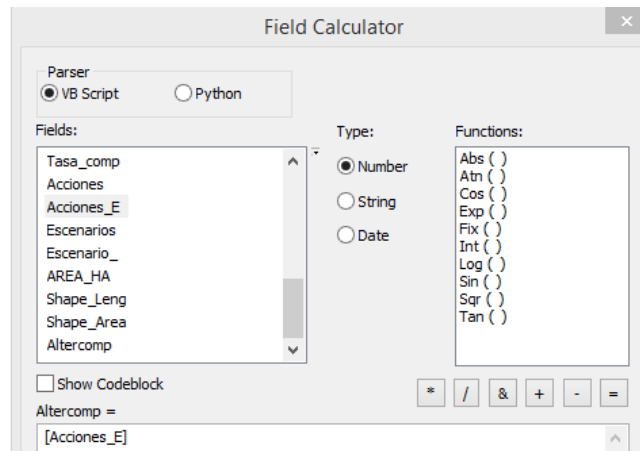 Field Calculator
Parser
VB Script Python
Fields: Type: Functions:
Tasa_comp
Acciones
Acciones_E
Escenarios
Escenario_
AREA_HA
Shape_Leng
Shape_Area
Altercomp
Number
String
Date
Abs ( )
Atn ( )
Cos ( )
Exp ( )
Fix ( )
Int ( )
Log ( )
Sin ( )
Sqr ( )
Tan ( )
Show Codeblock
* / & + - =
Altercomp =
[Acciones_E]